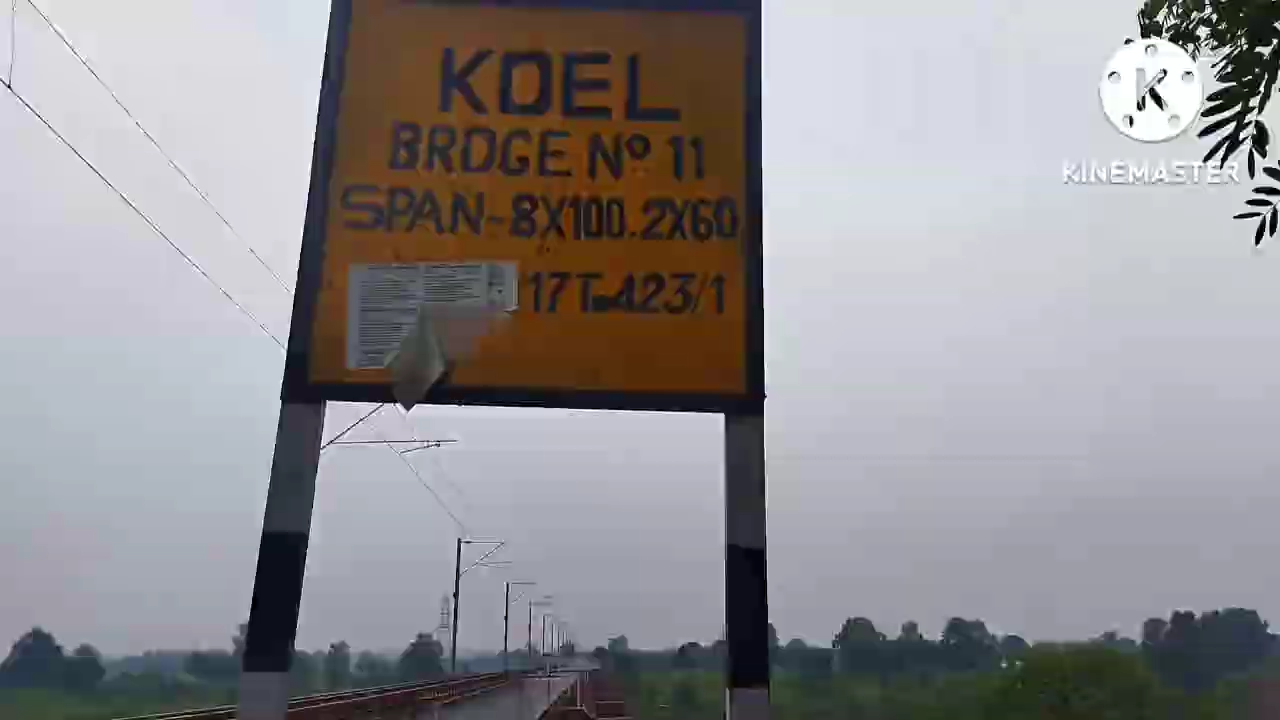 KOEL
BRDGE Nº 11
SPAN-8X100.2X60
17T.423/1
K
KINEMASTER